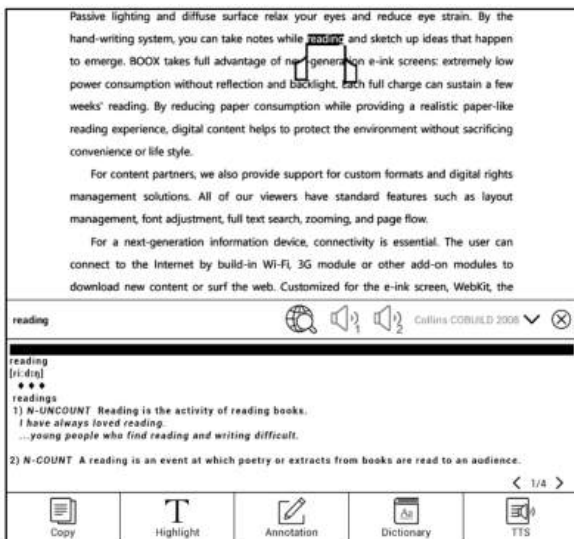 Passive lighting and diffuse surface relax your eyes and reduce eye strain. By the
hand-writing system, you can take notes while reading and sketch up ideas that happen
to emerge. BOOX takes full advantage of new-generation e-ink screens: extremely low
power consumption without reflection and backlight. Each full charge can sustain a few
weeks' reading. By reducing paper consumption while providing a realistic paper-like
reading experience, digital content helps to protect the environment without sacrificing
convenience or life style.
For content partners, we also provide support for custom formats and digital rights
management solutions. All of our viewers have standard features such as layout
management, font adjustment, full text search, zooming, and page flow.
For a next-generation information device, connectivity is essential. The user can
connect to the Internet by build-in Wi-Fi, 3G module or other add-on modules to
download new content or surf the web. Customized for the e-ink screen, WebKit, the
reading 1 2 Collins COBUILD 2008
reading
[ri:dɪŋ]
♦♦♦
readings
1) N-UNCOUNT Reading is the activity of reading books.
I have always loved reading.
...young people who find reading and writing difficult.
2) N-COUNT A reading is an event at which poetry or extracts from books are read to an audience.
< 1/4 >
Copy Highlight Annotation Dictionary TTS